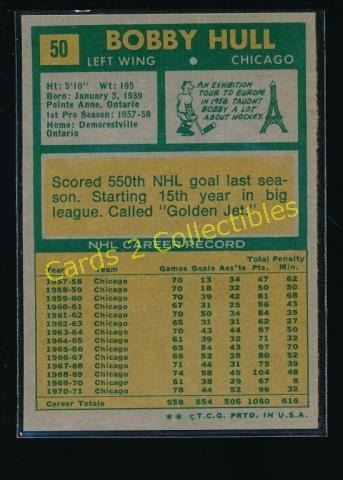 50
BOBBY HULL
LEFT WING • CHICAGO
Ht: 5'10" Wt: 195
Born: January 3, 1939
Pointe Anne, Ontario
1st Pro Season: 1957-58
Home: Demorestville
Ontario
AN EXHIBITION
TOUR TO EUROPE
IN 1958 TAUGHT
BOBBY A LOT
ABOUT HOCKEY.
Scored 550th NHL goal last sea-
son. Starting 15th year in big
league. Called "Golden Jet."
Cards 2 Collectibles
NHL CAREER RECORD
Total Penalty
Year Team Games Goals Ass'ts Pts. Min.
1957-58 Chicago 70 13 34 47 62
1958-59 Chicago 70 18 32 50 50
1959-60 Chicago 70 39 42 81 68
1960-61 Chicago 67 31 25 56 43
1961-62 Chicago 70 50 34 84 35
1962-63 Chicago 65 31 31 62 27
1963-64 Chicago 70 43 44 87 50
1964-65 Chicago 61 39 32 71 32
1965-66 Chicago 65 54 43 97 70
1966-67 Chicago 66 52 28 80 52
1967-68 Chicago 71 44 31 75 39
1968-69 Chicago 74 58 49 107 48
1969-70 Chicago 61 38 29 67 8
1970-71 Chicago 78 44 52 96 32
Career Totals 958 554 506 1060 616
** © T.C.G. PRTD. IN U.S.A.